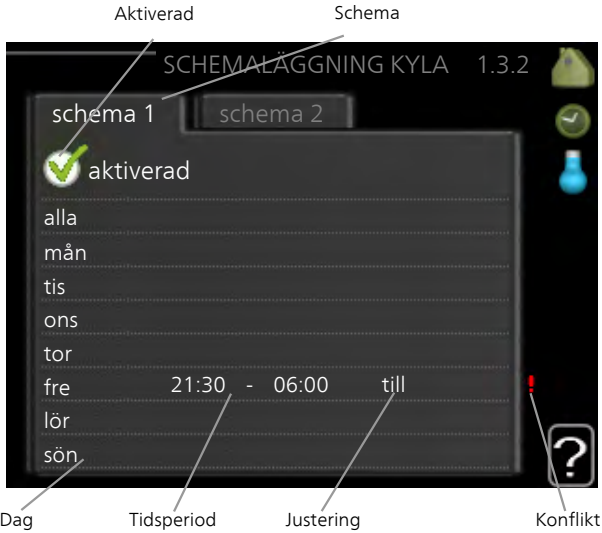 Aktiverad Schema
SCHEMALÄGGNING KYLA 1.3.2
schema 1 schema 2
aktiverad
alla
mån
tis
ons
tor
fre 21:30 - 06:00 till !
lör
sön
?
Dag Tidsperiod Justering Konflikt